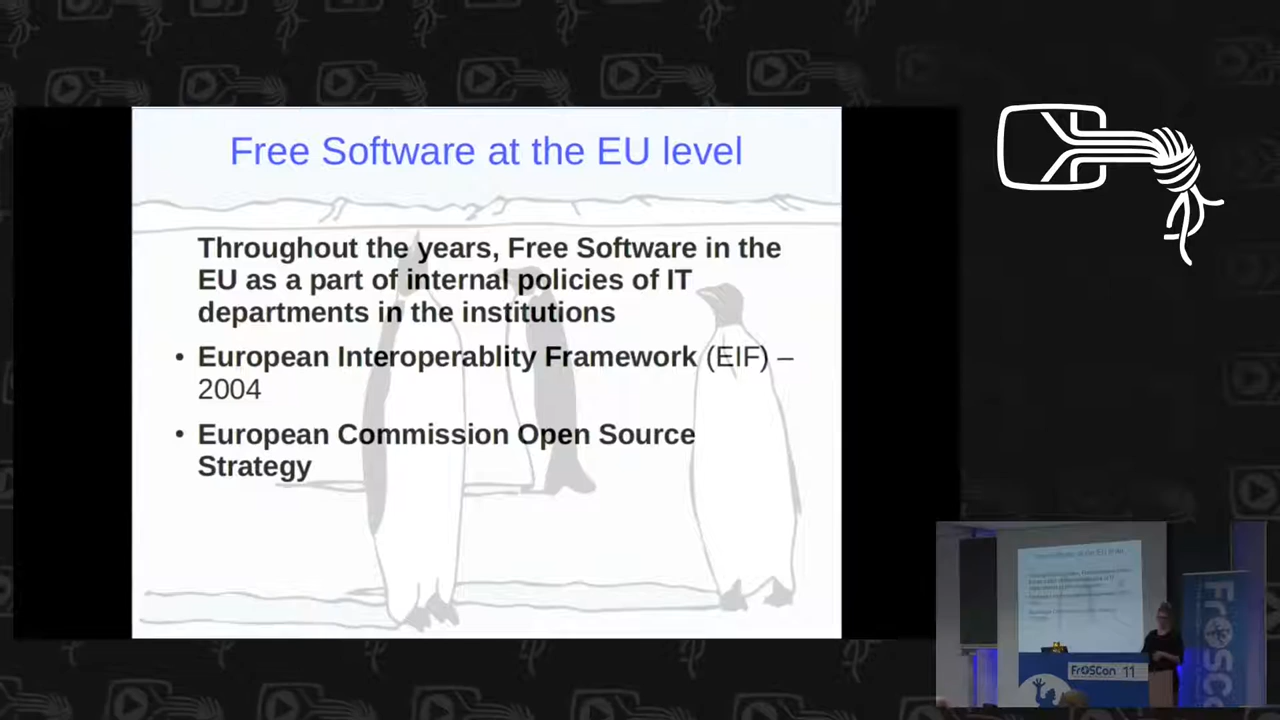 Free Software at the EU level
Throughout the years, Free Software in the
EU as a part of internal policies of IT
departments in the institutions
• European Interoperablity Framework (EIF) –
2004
• European Commission Open Source
Strategy
FrOSCon 11
FrOSC